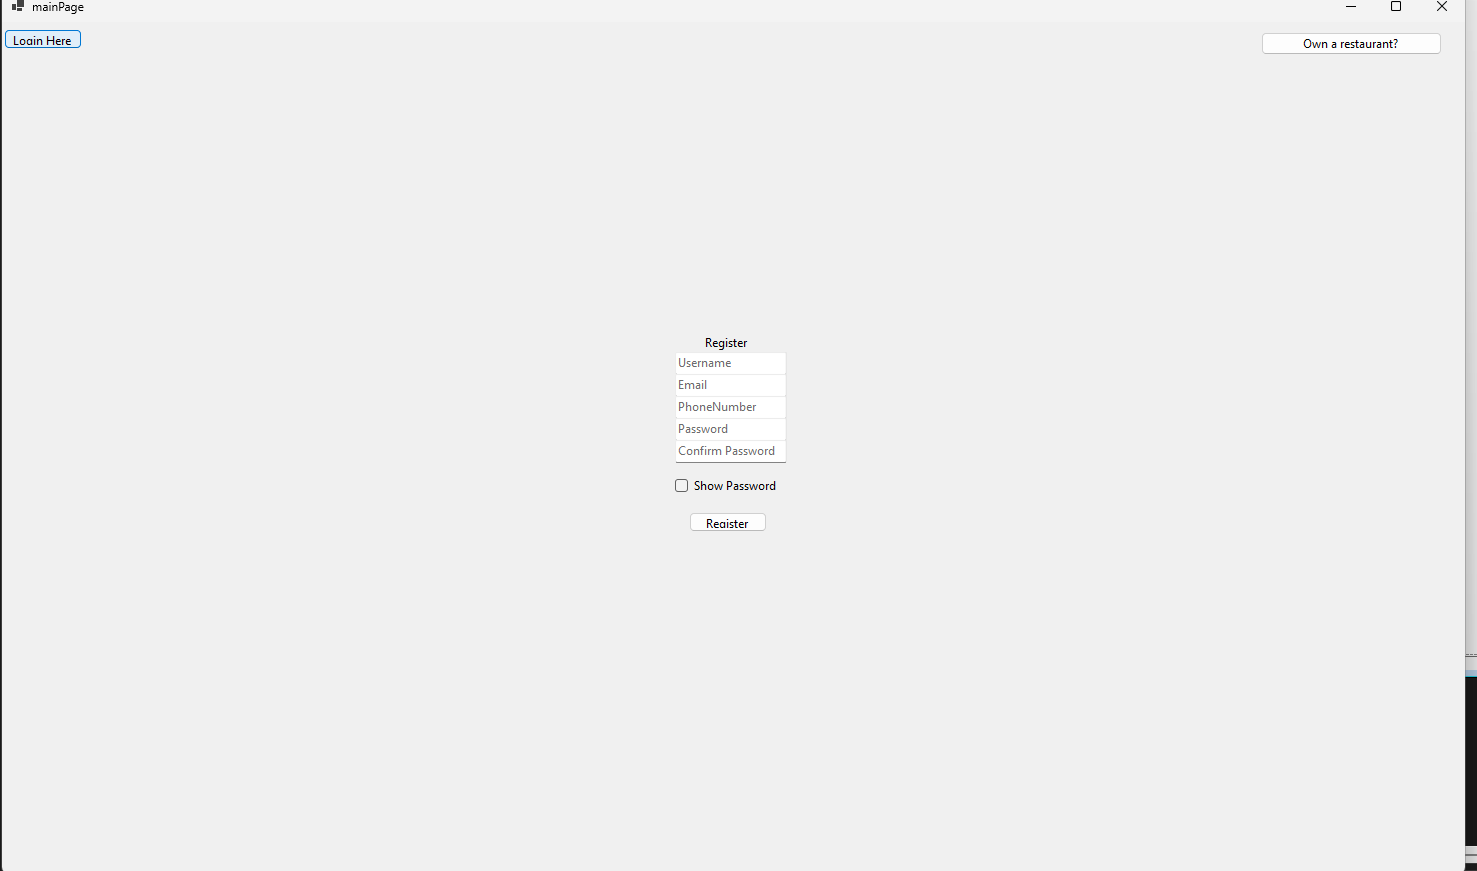 mainPage
Login Here
Own a restaurant?
Register
Username
Email
PhoneNumber
Password
Confirm Password
Show Password
Register